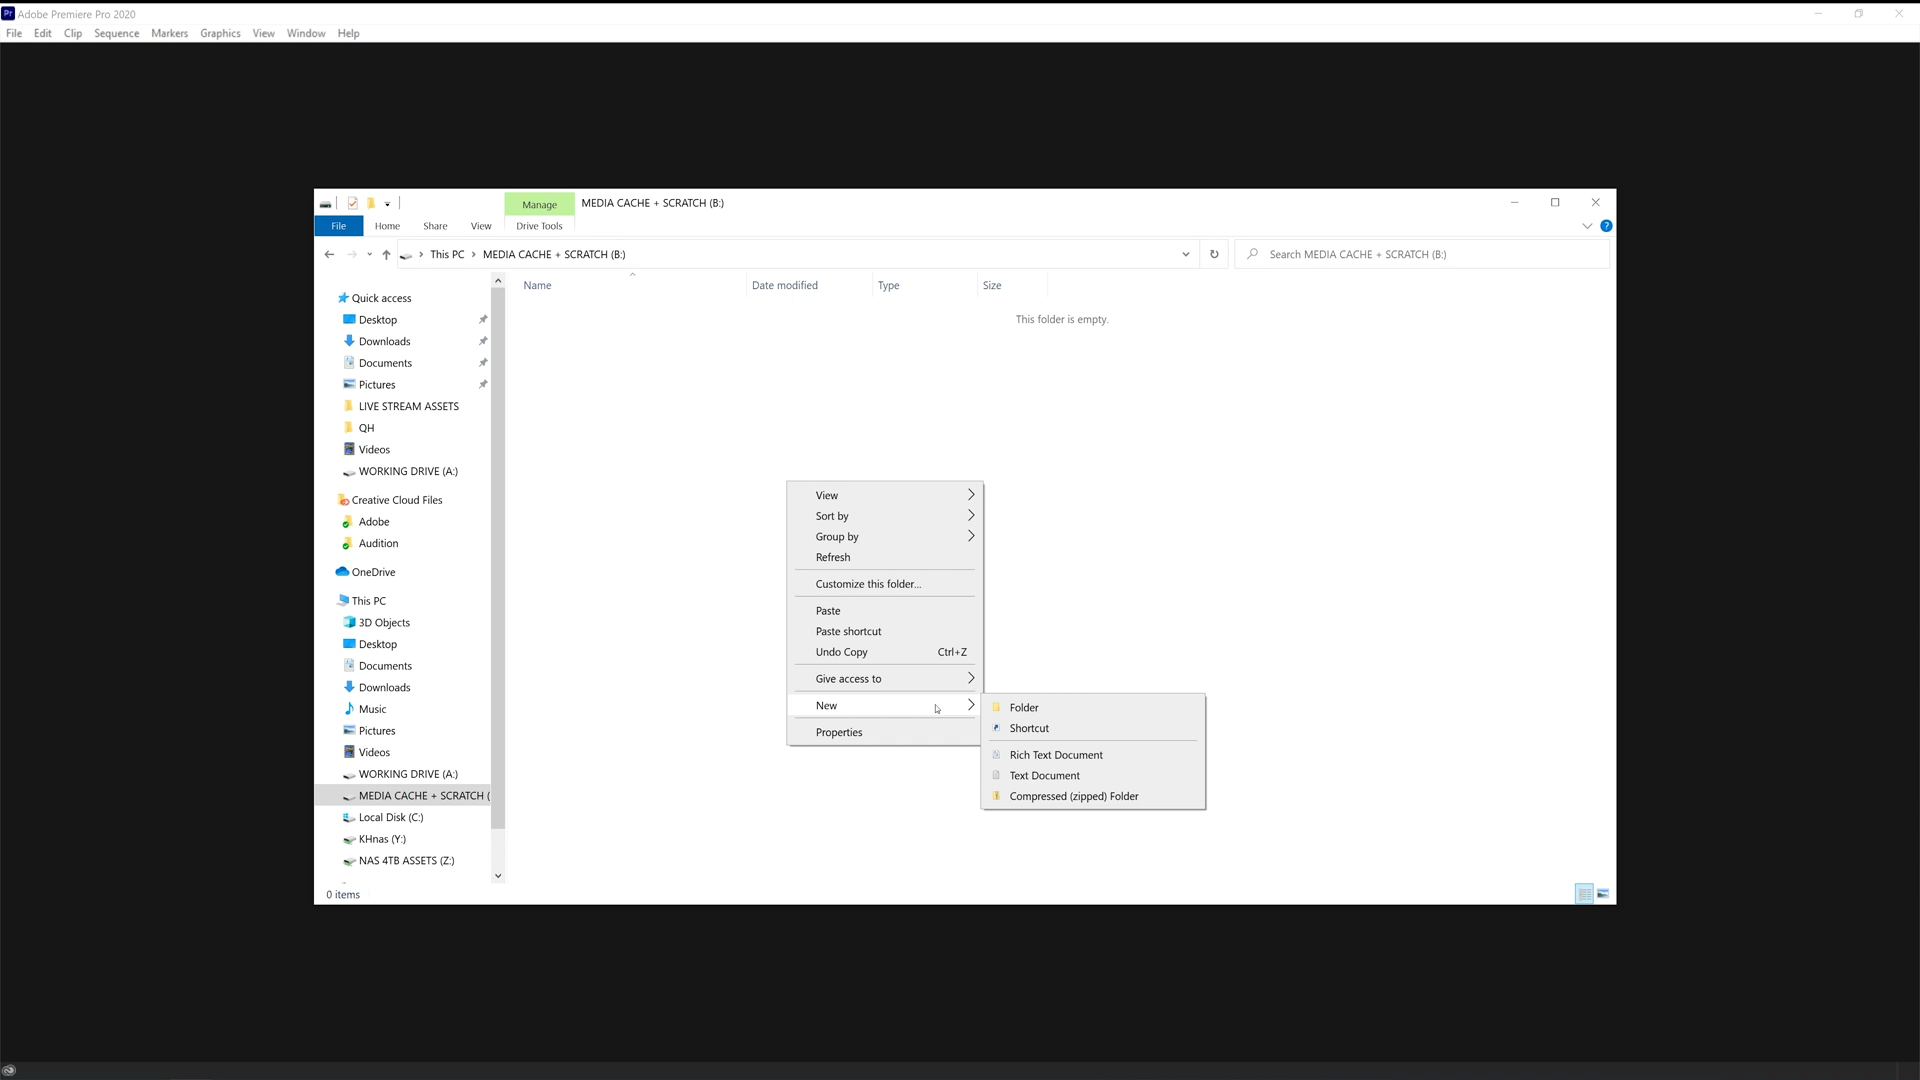 Pr Adobe Premiere Pro 2020
File Edit Clip Sequence Markers Graphics View Window Help
Manage MEDIA CACHE + SCRATCH (B:)
File Home Share View Drive Tools
This PC MEDIA CACHE + SCRATCH (B:) Search MEDIA CACHE + SCRATCH (B:)
Name Date modified Type Size
This folder is empty.
Quick access
Desktop
Downloads
Documents
Pictures
LIVE STREAM ASSETS
QH
Videos
WORKING DRIVE (A:)
Creative Cloud Files
Adobe
Audition
OneDrive
This PC
3D Objects
Desktop
Documents
Downloads
Music
Pictures
Videos
WORKING DRIVE (A:)
MEDIA CACHE + SCRATCH (
Local Disk (C:)
KHnas (Y:)
NAS 4TB ASSETS (Z:)
View
Sort by
Group by
Refresh
Customize this folder...
Paste
Paste shortcut
Undo Copy Ctrl+Z
Give access to
New
Properties
Folder
Shortcut
Rich Text Document
Text Document
Compressed (zipped) Folder
0 items